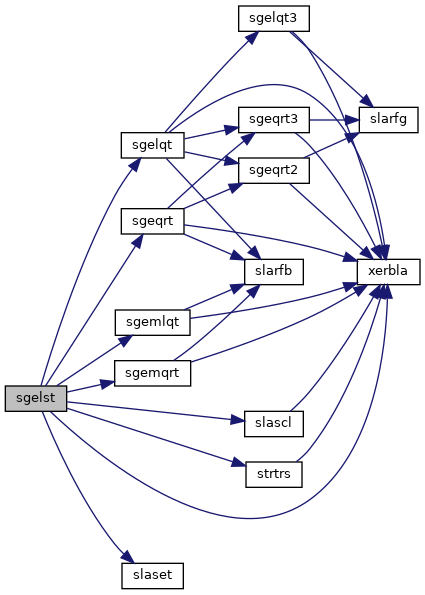 sgelqt3
slarfg
sgeqrt3
sgelqt
sgeqrt2
sgeqrt
slarfb
xerbla
sgemlqt
sgemqrt
sgelst
slascl
strtrs
slaset